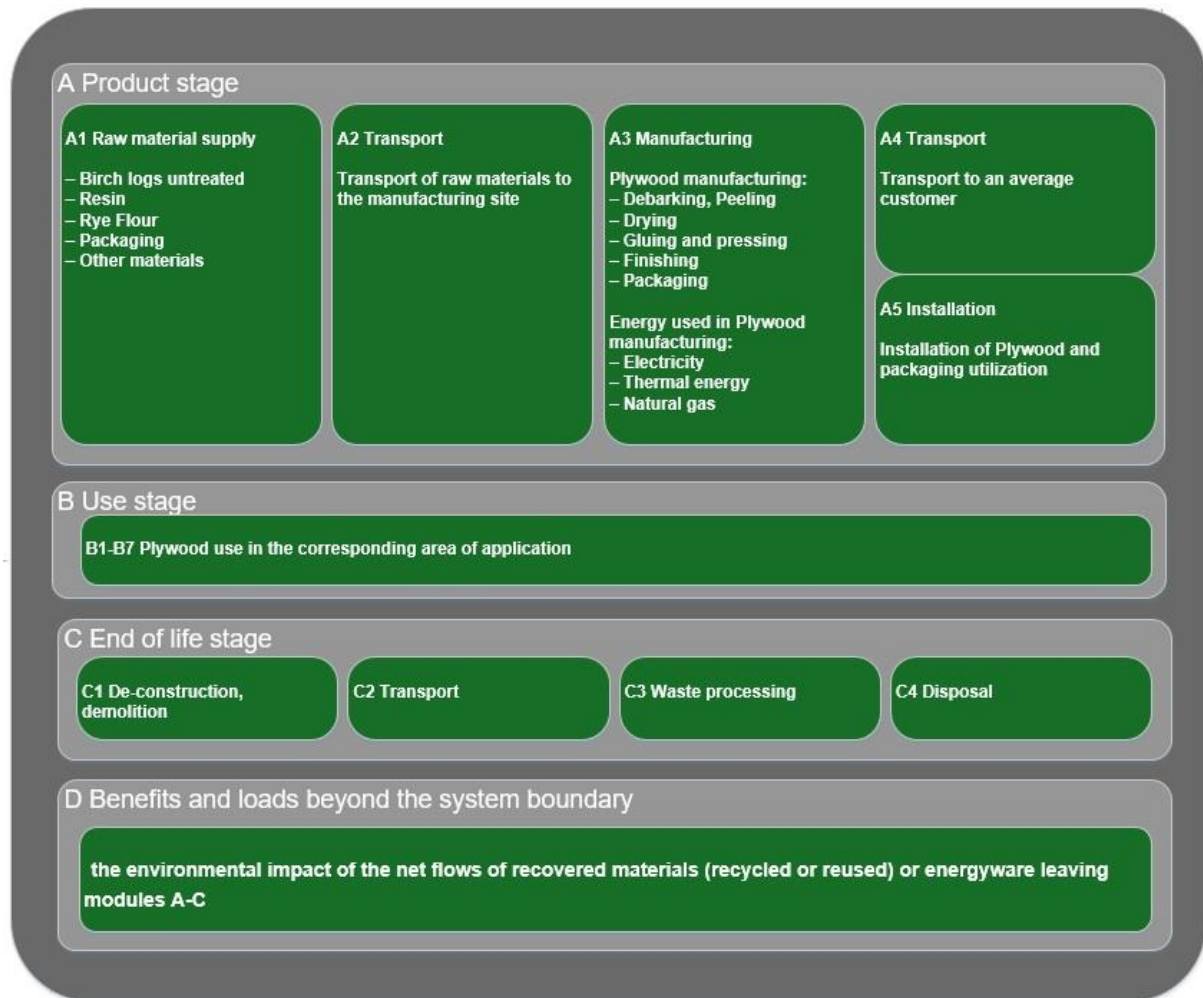 A Product stage
A1 Raw material supply
– Birch logs untreated
– Resin
– Rye Flour
– Packaging
– Other materials
A2 Transport
Transport of raw materials to
the manufacturing site
A3 Manufacturing
Plywood manufacturing:
– Debarking, Peeling
– Drying
– Gluing and pressing
– Finishing
– Packaging
Energy used in Plywood
manufacturing:
– Electricity
– Thermal energy
– Natural gas
A4 Transport
Transport to an average
customer
A5 Installation
Installation of Plywood and
packaging utilization
B Use stage
B1-B7 Plywood use in the corresponding area of application
C End of life stage
C1 De-construction,
demolition
C2 Transport
C3 Waste processing
C4 Disposal
D Benefits and loads beyond the system boundary
the environmental impact of the net flows of recovered materials (recycled or reused) or energyware leaving
modules A-C